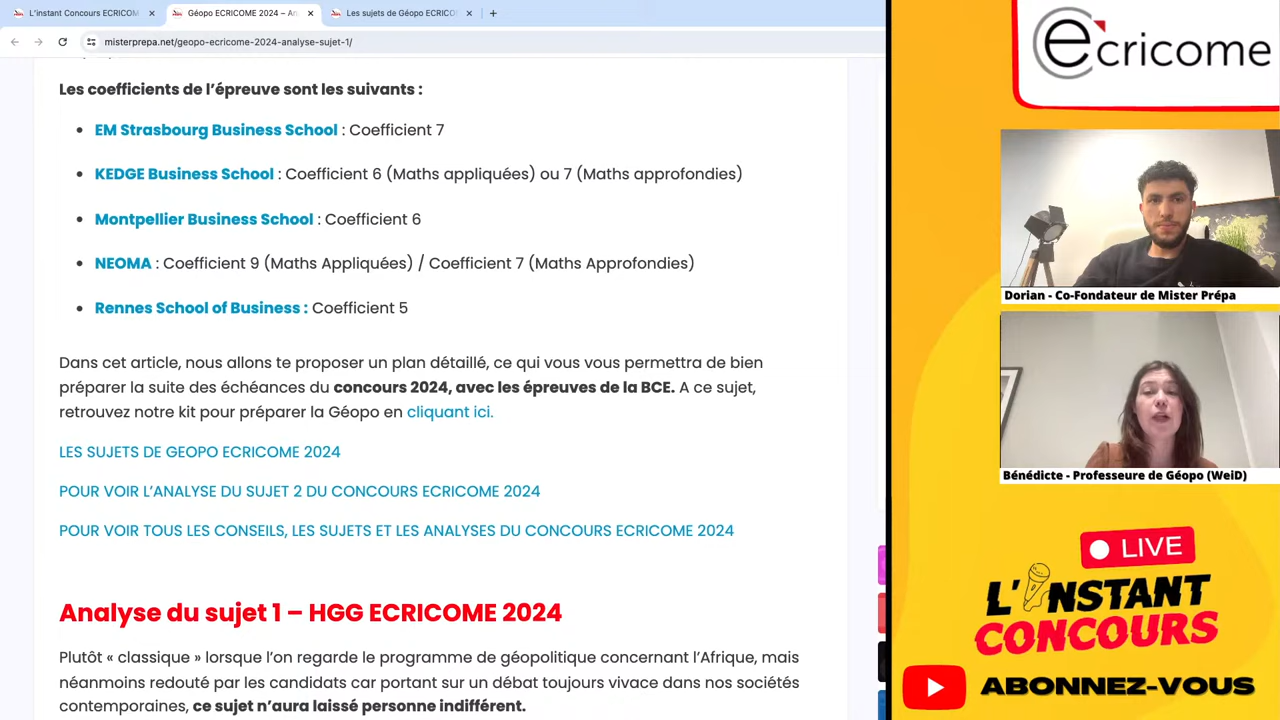 L'instant Concours ECRICOM
Géopo ECRICOME 2024 – An
Les sujets de Géopo ECRICO
misterprepa.net/geopo-ecricome-2024-analyse-sujet-1/
Les coefficients de l'épreuve sont les suivants :
EM Strasbourg Business School : Coefficient 7
KEDGE Business School : Coefficient 6 (Maths appliquées) ou 7 (Maths approfondies)
Montpellier Business School : Coefficient 6
NEOMA : Coefficient 9 (Maths Appliquées) / Coefficient 7 (Maths Approfondies)
Rennes School of Business : Coefficient 5
Dans cet article, nous allons te proposer un plan détaillé, ce qui vous vous permettra de bien
préparer la suite des échéances du concours 2024, avec les épreuves de la BCE. A ce sujet,
retrouvez notre kit pour préparer la Géopo en cliquant ici.
LES SUJETS DE GEOPO ECRICOME 2024
POUR VOIR L'ANALYSE DU SUJET 2 DU CONCOURS ECRICOME 2024
POUR VOIR TOUS LES CONSEILS, LES SUJETS ET LES ANALYSES DU CONCOURS ECRICOME 2024
Analyse du sujet 1 – HGG ECRICOME 2024
Plutôt « classique » lorsque l'on regarde le programme de géopolitique concernant l'Afrique, mais
néanmoins redouté par les candidats car portant sur un débat toujours vivace dans nos sociétés
contemporaines, ce sujet n'aura laissé personne indifférent.
écricome
Dorian - Co-Fondateur de Mister Prépa
Bénédicte - Professeure de Géopo (WeiD)
LIVE
L'INSTANT
CONCOURS
ABONNEZ-VOUS